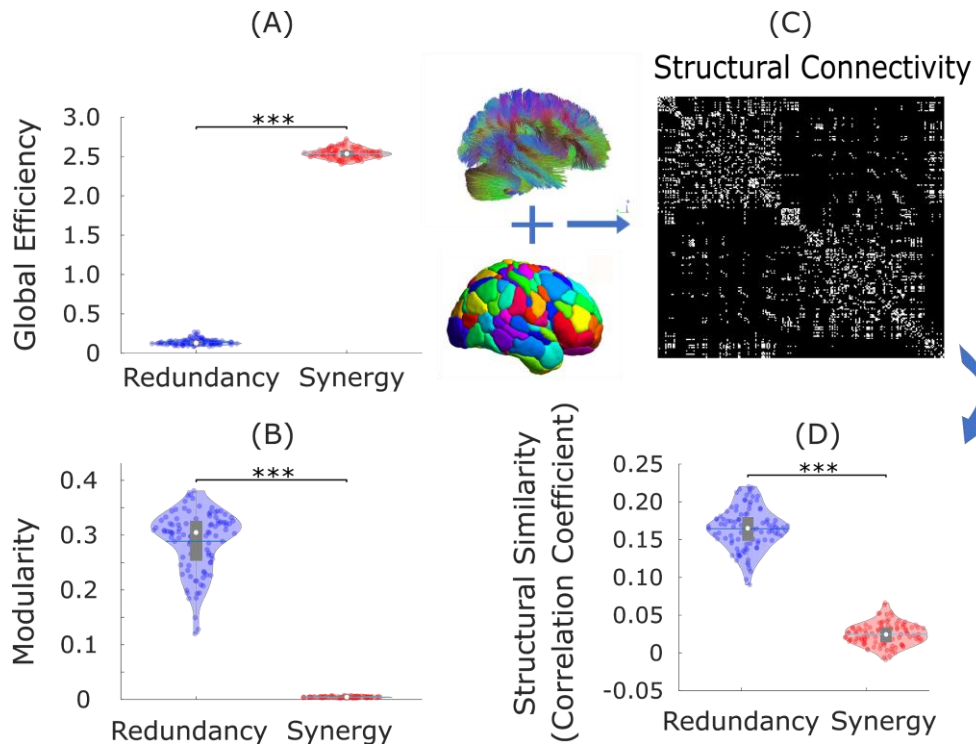 (A)
Global Efficiency
3.0
2.5
2.0
1.5
1.0
0.5
0
***
Redundancy Synergy
(C)
Structural Connectivity
(B)
Modularity
0.4
0.3
0.2
0.1
0
***
Redundancy Synergy
(D)
Structural Similarity
(Correlation Coefficient)
0.25
0.20
0.15
0.10
0.05
0
-0.05
***
Redundancy Synergy